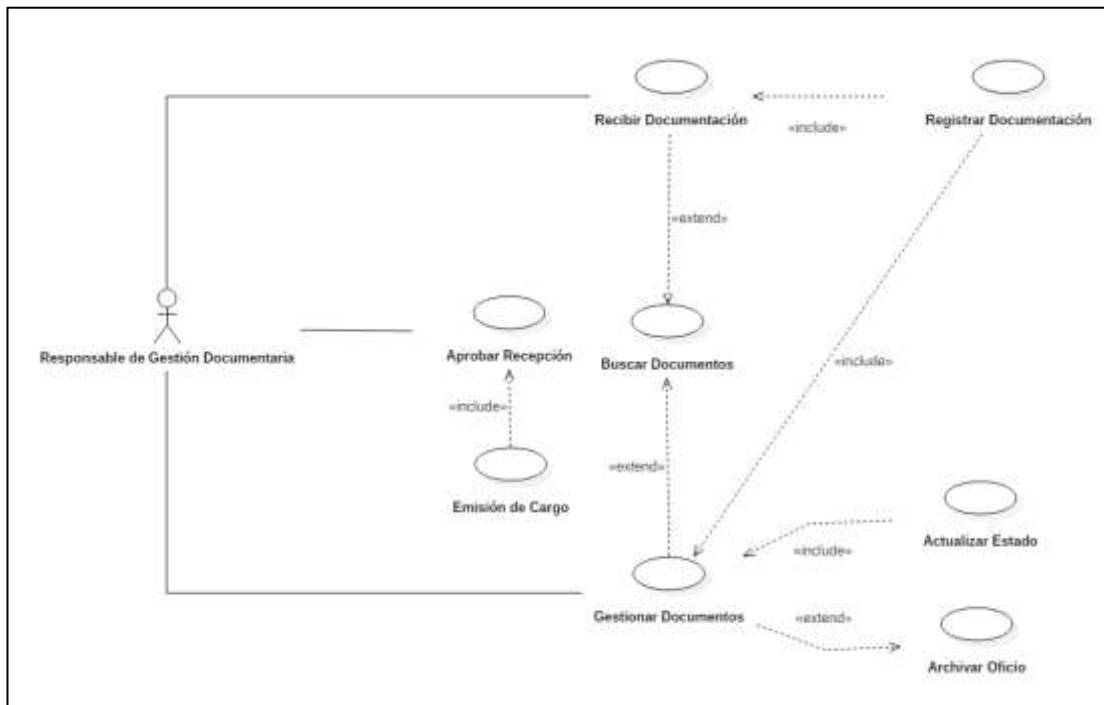 Recibir Documentación
«include»
Registrar Documentación
«extend»
Responsable de Gestión Documentaria
Aprobar Recepción
Buscar Documentos
«include»
«include»
«extend»
Emisión de Cargo
Actualizar Estado
«include»
Gestionar Documentos
«extend»
Archivar Oficio